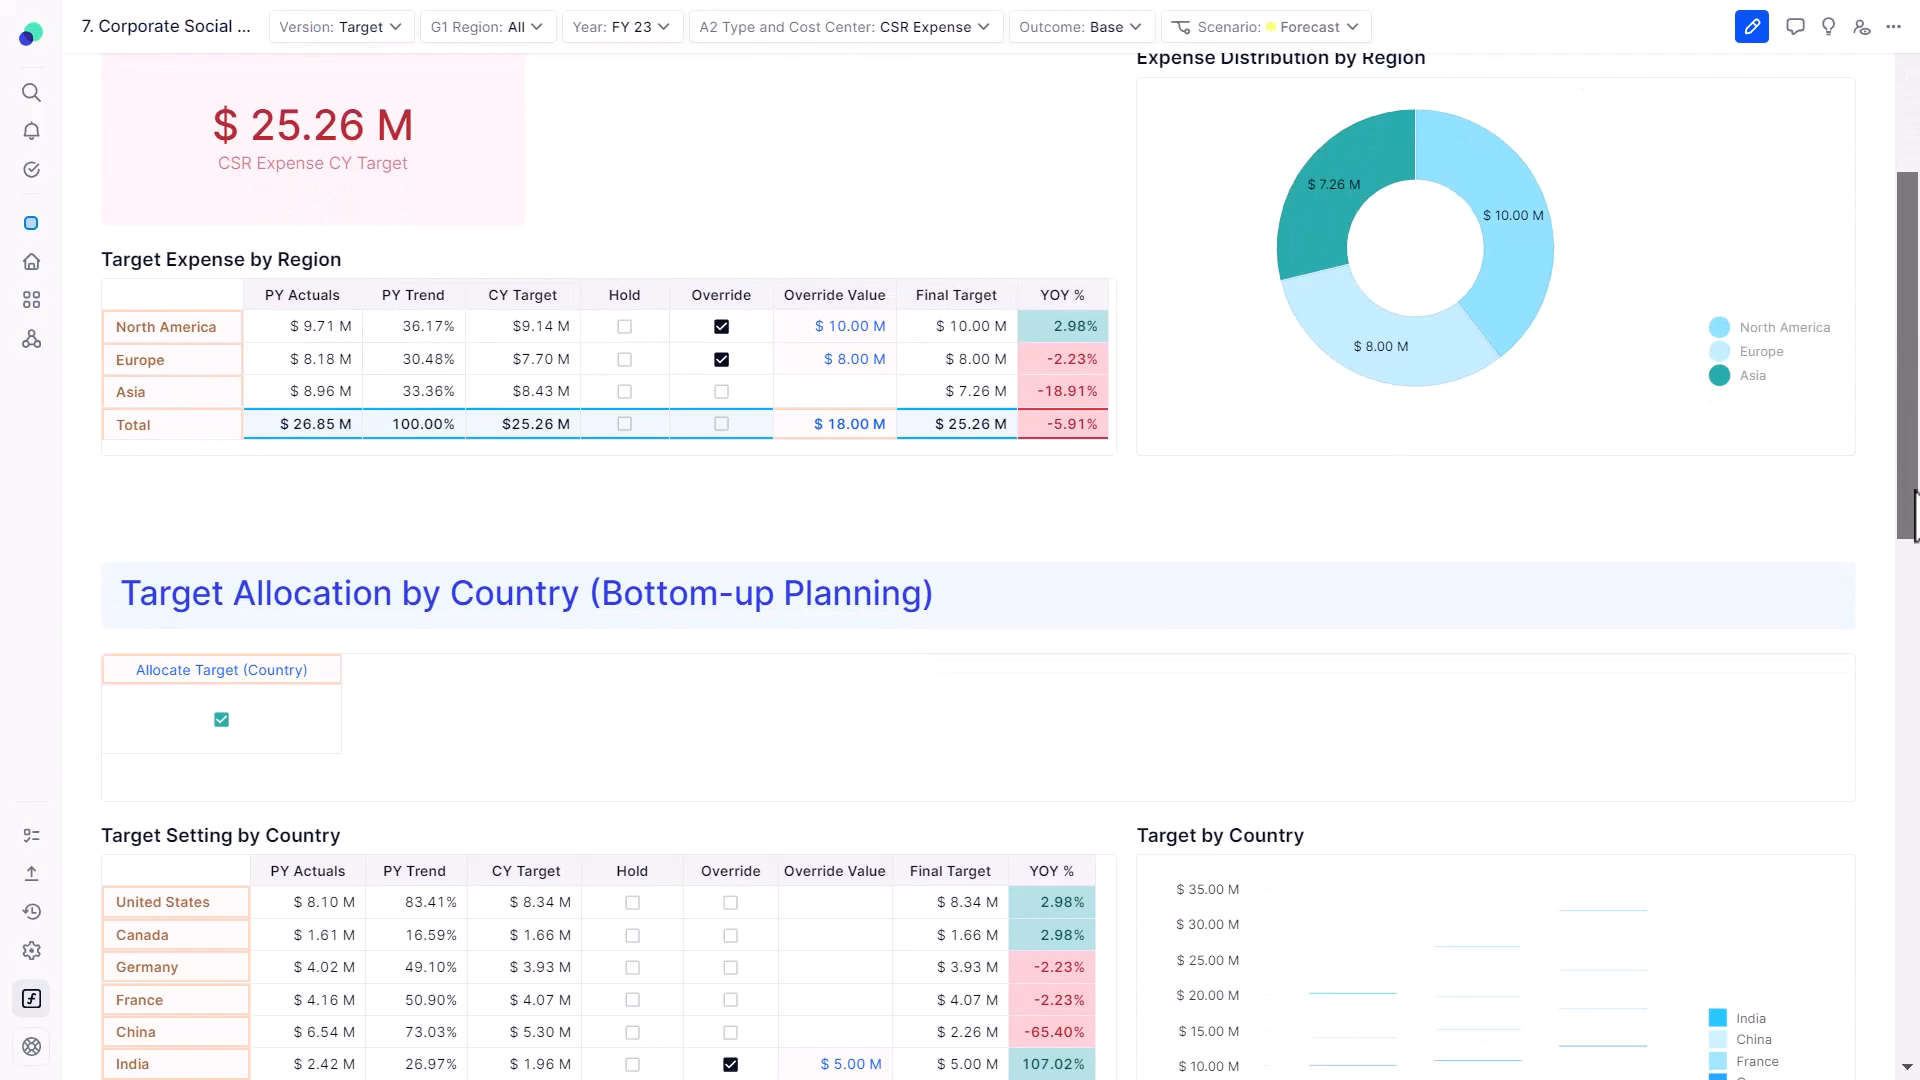 7. Corporate Social ...
Version: Target
G1 Region: All
Year: FY 23
A2 Type and Cost Center: CSR Expense
Outcome: Base
Scenario: Forecast
$ 25.26 M
CSR Expense CY Target
Expense Distribution by Region
$ 7.26 M
$ 10.00 M
$ 8.00 M
North America
Europe
Asia
Target Expense by Region
PY Actuals PY Trend CY Target Hold Override Override Value Final Target YOY %
North America $ 9.71 M 36.17% $9.14 M $ 10.00 M $ 10.00 M 2.98%
Europe $ 8.18 M 30.48% $7.70 M $ 8.00 M $ 8.00 M -2.23%
Asia $ 8.96 M 33.36% $8.43 M $ 7.26 M -18.91%
Total $ 26.85 M 100.00% $25.26 M $ 18.00 M $ 25.26 M -5.91%
Target Allocation by Country (Bottom-up Planning)
Allocate Target (Country)
Target Setting by Country
PY Actuals PY Trend CY Target Hold Override Override Value Final Target YOY %
United States $ 8.10 M 83.41% $ 8.34 M $ 8.34 M 2.98%
Canada $ 1.61 M 16.59% $ 1.66 M $ 1.66 M 2.98%
Germany $ 4.02 M 49.10% $ 3.93 M $ 3.93 M -2.23%
France $ 4.16 M 50.90% $ 4.07 M $ 4.07 M -2.23%
China $ 6.54 M 73.03% $ 5.30 M $ 2.26 M -65.40%
India $ 2.42 M 26.97% $ 1.96 M $ 5.00 M $ 5.00 M 107.02%
Target by Country
$ 35.00 M
$ 30.00 M
$ 25.00 M
$ 20.00 M
$ 15.00 M
$ 10.00 M
India
China
France